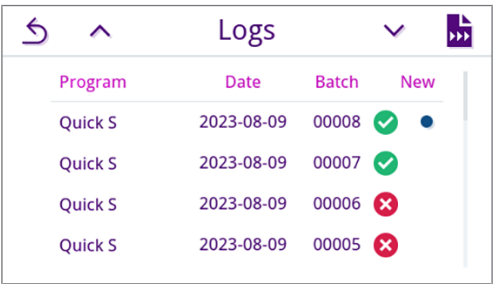 Logs
Program Date Batch New
Quick S 2023-08-09 00008
Quick S 2023-08-09 00007
Quick S 2023-08-09 00006
Quick S 2023-08-09 00005